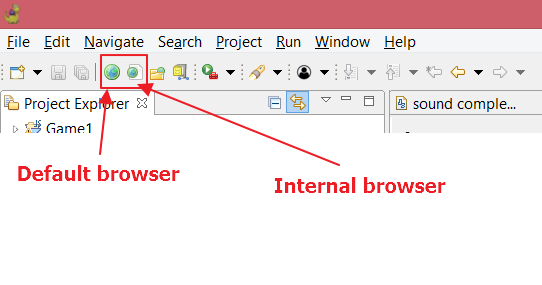 File Edit Navigate Search Project Run Window Help
Project Explorer sound comple...
Game1
Default browser
Internal browser